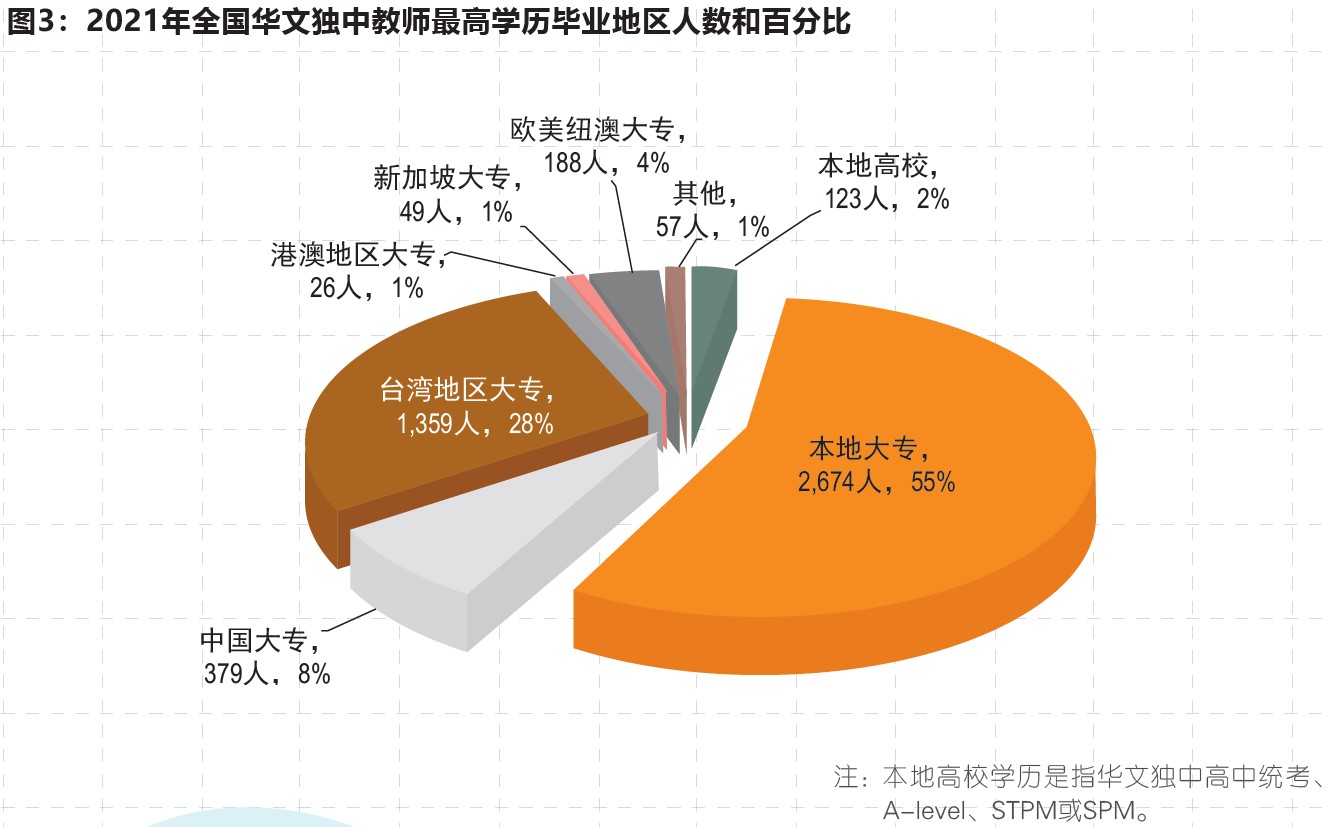 图3：2021年全国华文独中教师最高学历毕业地区人数和百分比
欧美纽澳大专，
188人，4%
本地高校，
123人，2%
新加坡大专，
49人，1%
其他，
57人，1%
港澳地区大专，
26人，1%
台湾地区大专，
1,359人，28%
本地大专，
2,674人，55%
中国大专，
379人，8%
注：本地高校学历是指华文独中高中统考、
A-level、STPM或SPM。